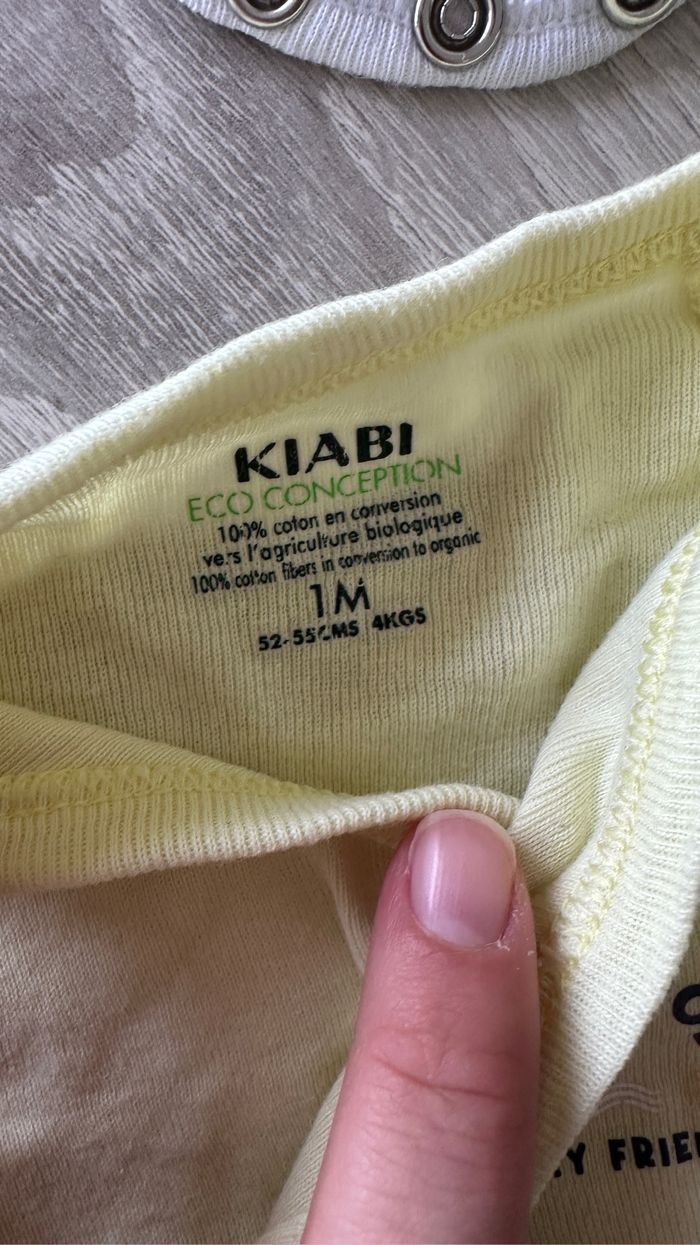 KIABI
ECO CONCEPTION
100% coton en conversion
vers l'agriculture biologique
100% cotton fibers in conversion to organic
1M
52-55CMS 4KGS